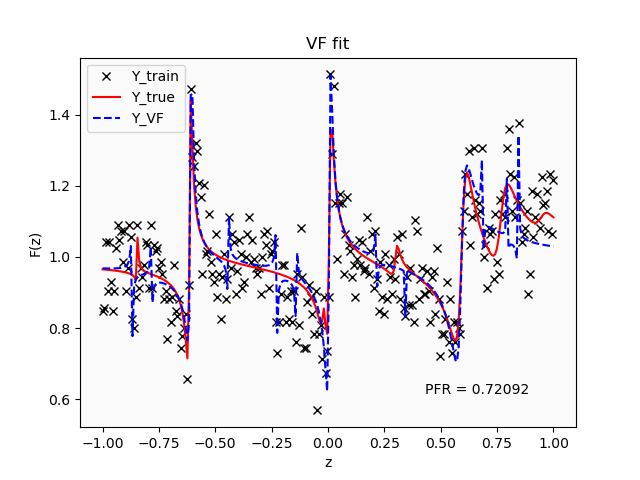 VF fit
Y_train
Y_true
Y_VF
F(z)
1.4
1.2
1.0
0.8
0.6
PFR = 0.72092
−1.00 −0.75 −0.50 −0.25 0.00 0.25 0.50 0.75 1.00
z